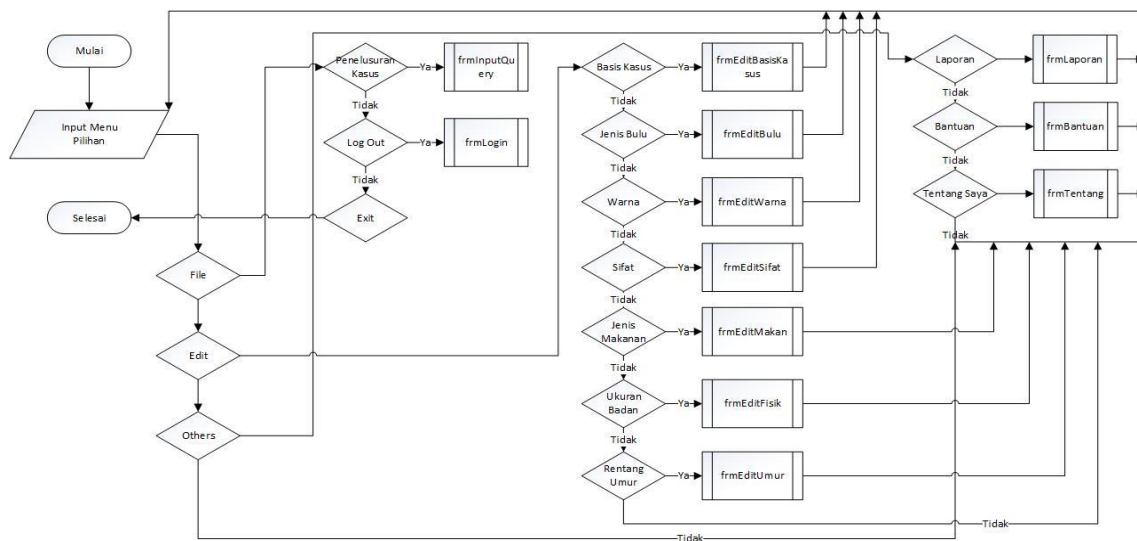 Mulai
Input Menu
Pilihan
Selesai
File
Edit
Others
Tidak
Penelusuran
Kasus
Ya
frmInputQu
ery
Tidak
Log Out
Ya
frmLogin
Tidak
Exit
Basis Kasus
Ya
frmEditBasisKa
sus
Tidak
Jenis Bulu
Ya
frmEditBulu
Tidak
Warna
Ya
frmEditWarna
Tidak
Sifat
Ya
frmEditSifat
Tidak
Jenis
Makanan
Ya
frmEditMakan
Tidak
Ukuran
Badan
Ya
frmEditFisik
Tidak
Rentang
Umur
Ya
frmEditUmur
Tidak
Laporan
frmLaporan
Tidak
Bantuan
frmBantuan
Tidak
Tentang Saya
frmTentang
Tidak